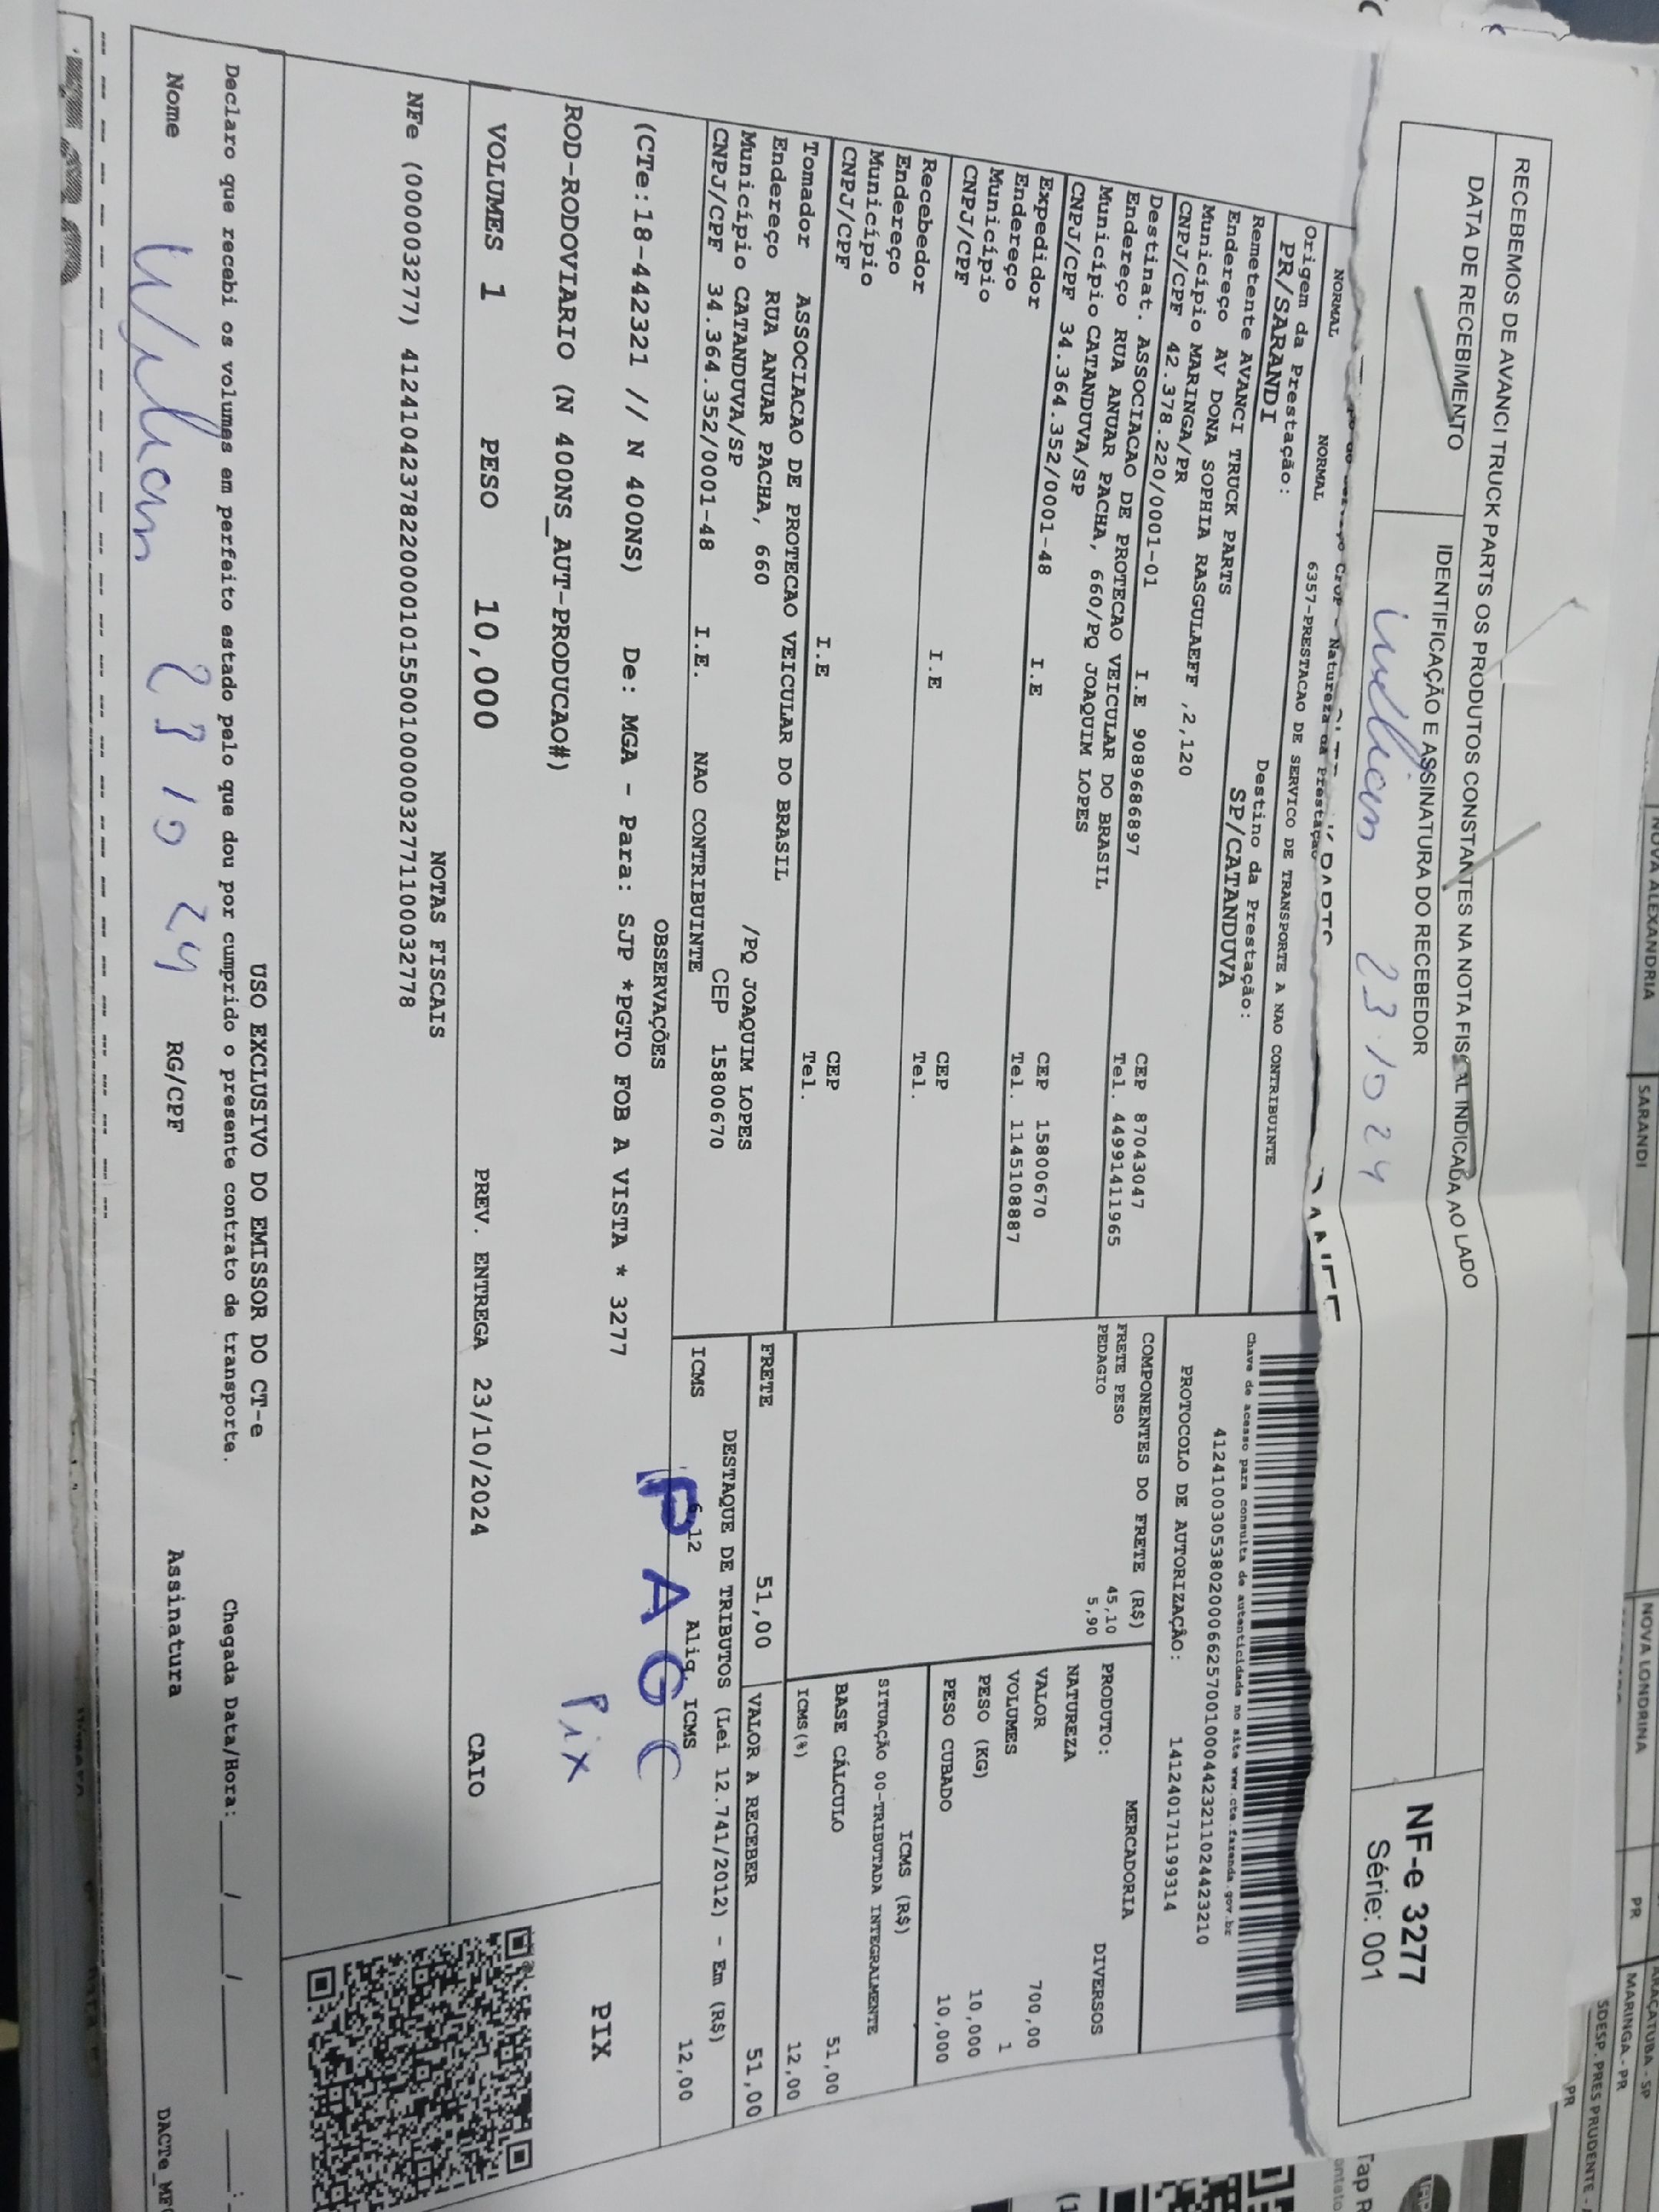 RECEBEMOS DE AVANCI TRUCK PARTS OS PRODUTOS CONSTANTES NA NOTA FISCAL INDICADA AO LADO
DATA DE RECEBIMENTO
IDENTIFICAÇÃO E ASSINATURA DO RECEBEDOR
NF-e 3277
Série: 001
Willian 23.10 24
NORMAL
NORMAL
6357-PRESTACAO DE SERVICO DE TRANSPORTE A NAO CONTRIBUINTE
Origem da Prestação:
PR/SARANDI
Destino da Prestação:
SP/CATANDUVA
Remetente AVANCI TRUCK PARTS
Endereço AV DONA SOPHIA RASGULAEFF ,2,120
Município MARINGA/PR
CEP 87043047
CNPJ/CPF 42.378.220/0001-01 I.E 9089686897
Tel. 44991411965
Destinat. ASSOCIACAO DE PROTECAO VEICULAR DO BRASIL
Endereço RUA ANUAR PACHA, 660/PQ JOAQUIM LOPES
Município CATANDUVA/SP
CEP 15800670
CNPJ/CPF 34.364.352/0001-48 I.E
Tel. 1145108887
Expedidor
Endereço
Município
CEP
CNPJ/CPF I.E
Tel.
Recebedor
Endereço
Município
CEP
CNPJ/CPF I.E
Tel.
Tomador ASSOCIACAO DE PROTECAO VEICULAR DO BRASIL
Endereço RUA ANUAR PACHA, 660 /PQ JOAQUIM LOPES
Município CATANDUVA/SP CEP 15800670
CNPJ/CPF 34.364.352/0001-48 I.E. NAO CONTRIBUINTE
Chave de acesso para consulta de autenticidade no site www.cte.fazenda.gov.br
41241003053802000662570010004423211024423210
PROTOCOLO DE AUTORIZAÇÃO: 141240171199314
COMPONENTES DO FRETE (R$)
FRETE PESO 45,10
PEDAGIO 5,90
MERCADORIA
PRODUTO: DIVERSOS
NATUREZA
VALOR 700,00
VOLUMES 1
PESO (KG) 10,000
PESO CUBADO 10,000
ICMS (R$)
SITUAÇÃO 00-TRIBUTADA INTEGRALMENTE
BASE CÁLCULO 51,00
ICMS(%) 12,00
FRETE 51,00
VALOR A RECEBER 51,00
DESTAQUE DE TRIBUTOS (Lei 12.741/2012) - Em (R$)
ICMS 6,12 Aliq. ICMS 12,00
OBSERVAÇÕES
(CTe:18-442321 // N 400NS) De: MGA - Para: SJP *PGTO FOB A VISTA * 3277
PAGO
Pix
PIX
ROD-RODOVIARIO (N 400NS_AUT-PRODUCAO#)
VOLUMES 1 PESO 10,000 PREV. ENTREGA 23/10/2024 CAIO
NOTAS FISCAIS
NFe (000003277) 41241042378220000101550010000032771100032778
USO EXCLUSIVO DO EMISSOR DO CT-e
Declaro que recebi os volumes em perfeito estado pelo que dou por cumprido o presente contrato de transporte.
Chegada Data/Hora:
Nome Willian 23 10 24 RG/CPF Assinatura
NOVA ALEXANDRIA
SARANDI
NOVA LONDRINA
PR
ARAÇATUBA - SP
MARINGA - PR
SDESP. PRES PRUDENTE
PR